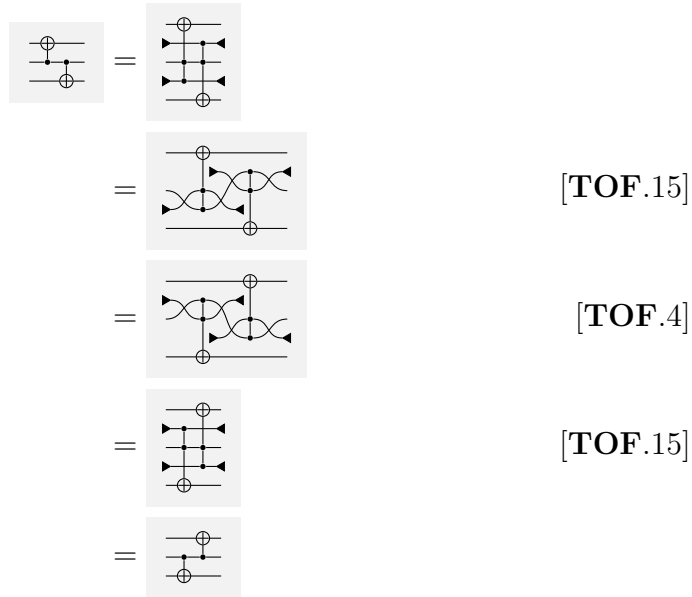 =
= [TOF.15]
= [TOF.4]
= [TOF.15]
=